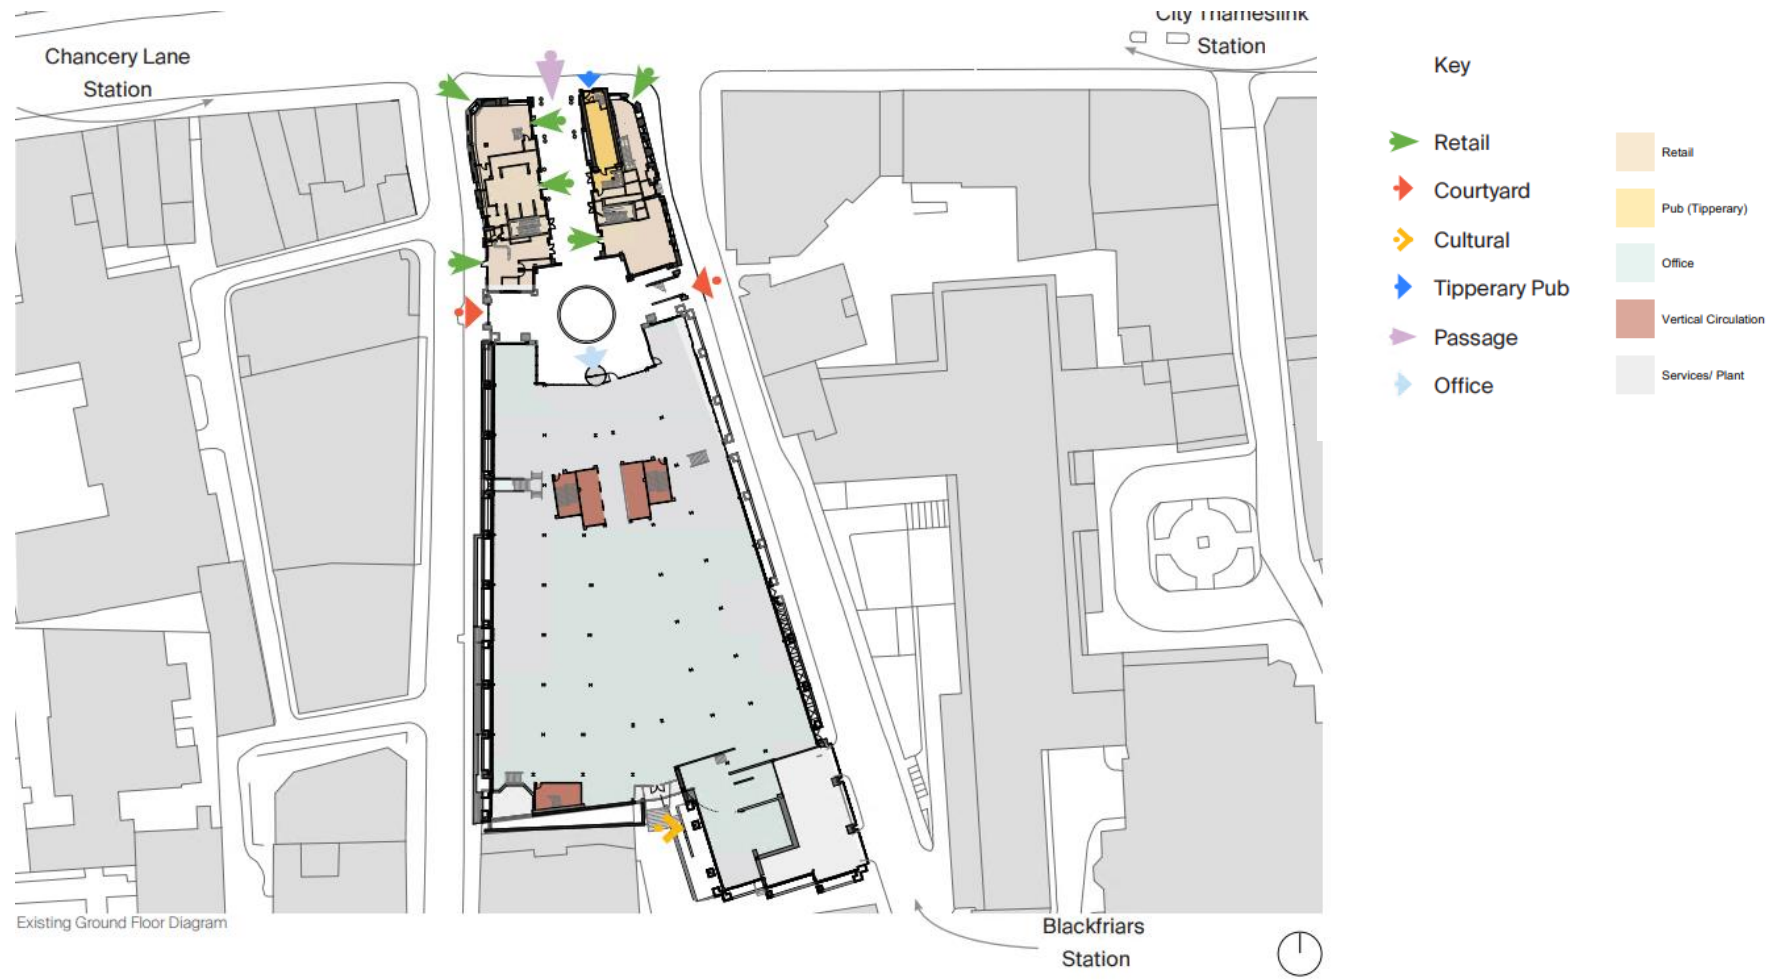 City Thameslink
Station
Chancery Lane
Station
Key
Retail
Courtyard
Cultural
Tipperary Pub
Passage
Office
Retail
Pub (Tipperary)
Office
Vertical Circulation
Services/ Plant
Existing Ground Floor Diagram
Blackfriars
Station